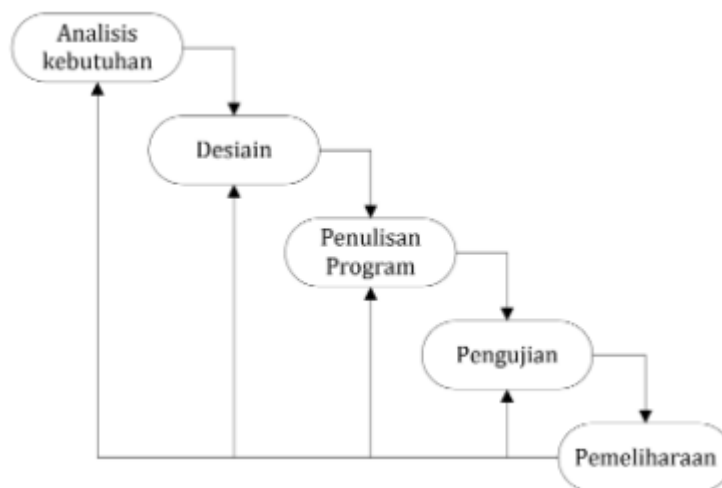 Analisis
kebutuhan
Desiain
Penulisan
Program
Pengujian
Pemeliharaan